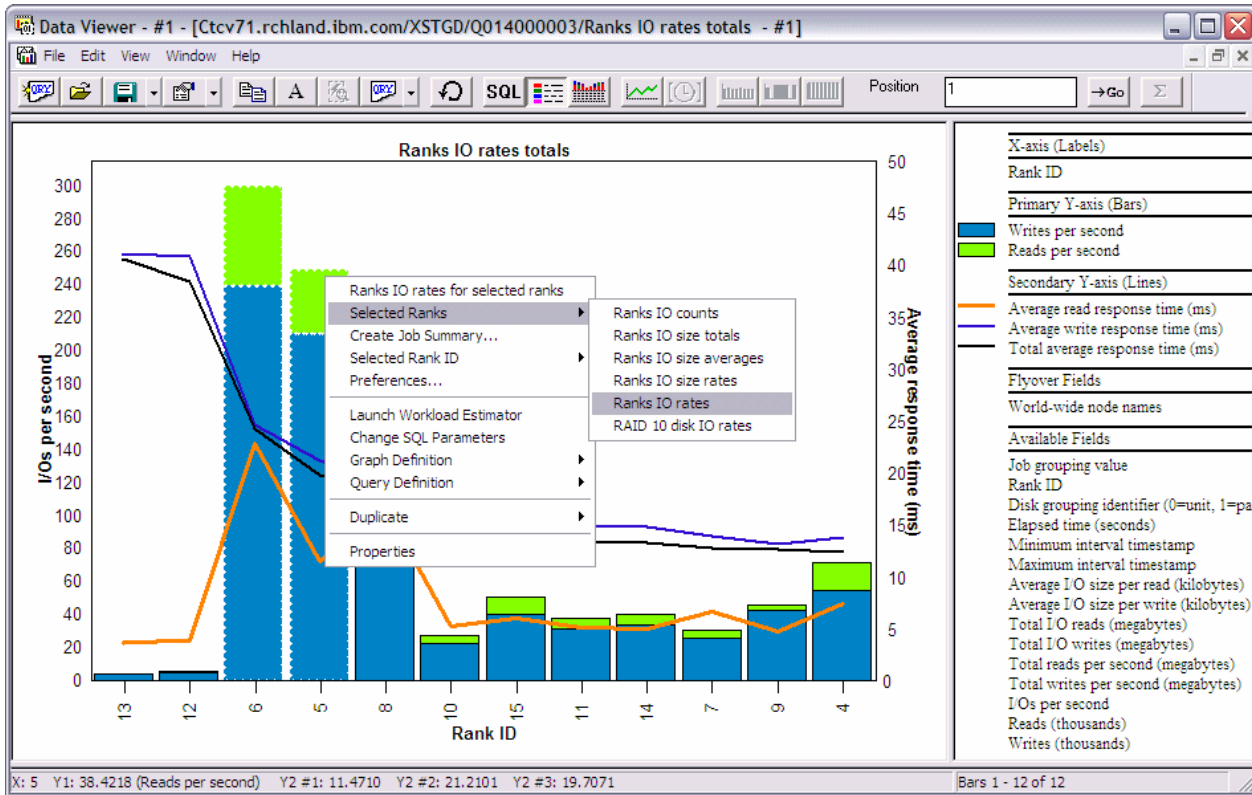 Data Viewer - #1 - [Ctcv71.rchland.ibm.com/XSTGD/Q014000003/Ranks IO rates totals - #1]
File Edit View Window Help
QRY A QRY SQL Position 1 →Go Σ
Ranks IO rates totals
I/Os per second
300
280
260
240
220
200
180
160
140
120
100
80
60
40
20
0
50
45
40
35
30
25
20
15
10
5
0
Average response time (ms)
13 12 6 5 8 10 15 11 14 7 9 4
Rank ID
Ranks IO rates for selected ranks
Selected Ranks
Create Job Summary...
Selected Rank ID
Preferences...
Launch Workload Estimator
Change SQL Parameters
Graph Definition
Query Definition
Duplicate
Properties
Ranks IO counts
Ranks IO size totals
Ranks IO size averages
Ranks IO size rates
Ranks IO rates
RAID 10 disk IO rates
X-axis (Labels)
Rank ID
Primary Y-axis (Bars)
Writes per second
Reads per second
Secondary Y-axis (Lines)
Average read response time (ms)
Average write response time (ms)
Total average response time (ms)
Flyover Fields
World-wide node names
Available Fields
Job grouping value
Rank ID
Disk grouping identifier (0=unit, 1=pa
Elapsed time (seconds)
Minimum interval timestamp
Maximum interval timestamp
Average I/O size per read (kilobytes)
Average I/O size per write (kilobytes)
Total I/O reads (megabytes)
Total I/O writes (megabytes)
Total reads per second (megabytes)
Total writes per second (megabytes)
I/Os per second
Reads (thousands)
Writes (thousands)
X: 5 Y1: 38.4218 (Reads per second) Y2 #1: 11.4710 Y2 #2: 21.2101 Y2 #3: 19.7071
Bars 1 - 12 of 12